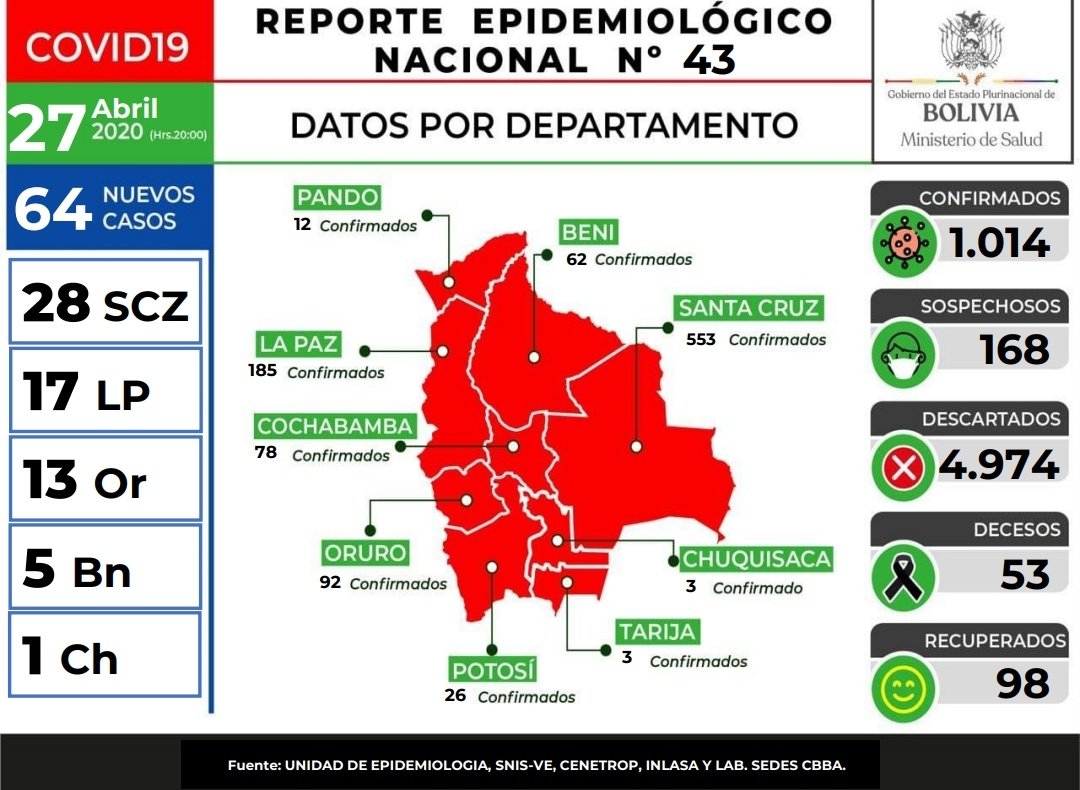 COVID19
REPORTE EPIDEMIOLÓGICO
NACIONAL Nº 43
Gobierno del Estado Plurinacional de
BOLIVIA
Ministerio de Salud
27 Abril
2020 (Hrs.20:00)
DATOS POR DEPARTAMENTO
64 NUEVOS
CASOS
28 SCZ
17 LP
13 Or
5 Bn
1 Ch
PANDO
12 Confirmados
BENI
62 Confirmados
SANTA CRUZ
553 Confirmados
LA PAZ
185 Confirmados
COCHABAMBA
78 Confirmados
ORURO
92 Confirmados
CHUQUISACA
3 Confirmado
TARIJA
3 Confirmados
POTOSÍ
26 Confirmados
CONFIRMADOS
1.014
SOSPECHOSOS
168
DESCARTADOS
4.974
DECESOS
53
RECUPERADOS
98
Fuente: UNIDAD DE EPIDEMIOLOGIA, SNIS-VE, CENETROP, INLASA Y LAB. SEDES CBBA.